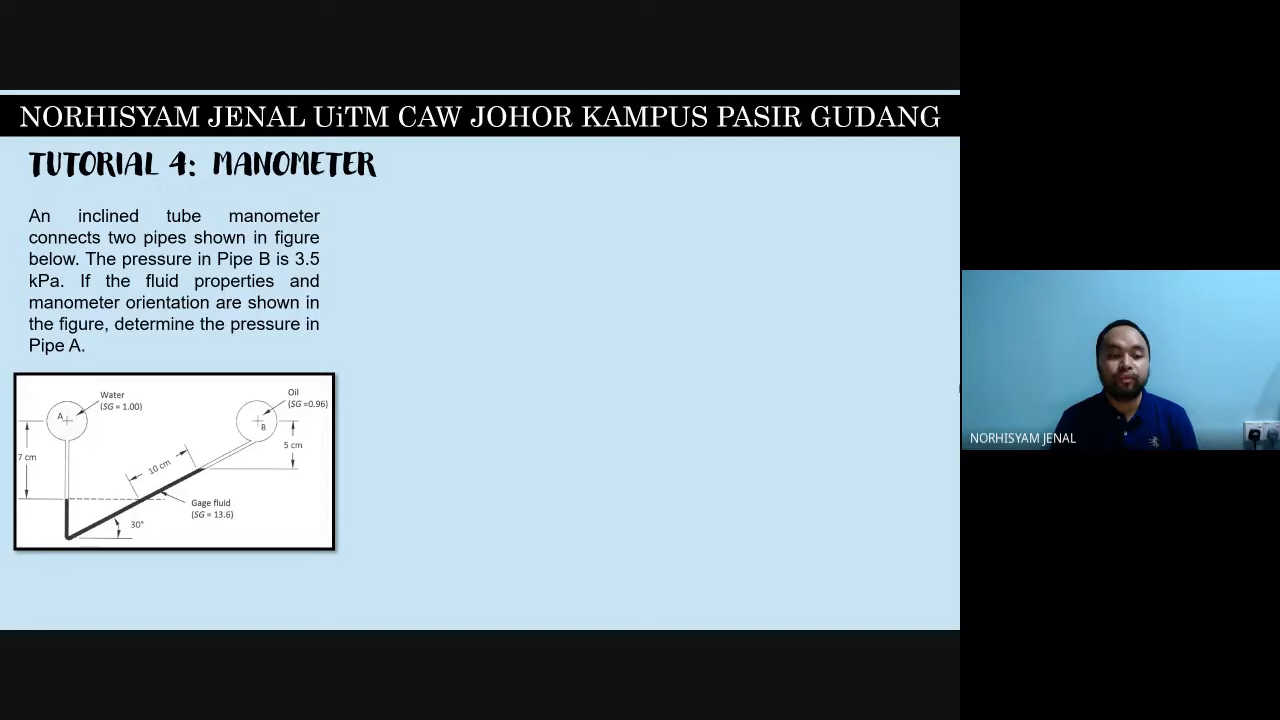 NORHISYAM JENAL UiTM CAW JOHOR KAMPUS PASIR GUDANG
TUTORIAL 4: MANOMETER
An inclined tube manometer
connects two pipes shown in figure
below. The pressure in Pipe B is 3.5
kPa. If the fluid properties and
manometer orientation are shown in
the figure, determine the pressure in
Pipe A.
Water
(SG = 1.00)
A
Oil
(SG =0.96)
B
7 cm
10 cm
5 cm
Gage fluid
(SG = 13.6)
30°
NORHISYAM JENAL